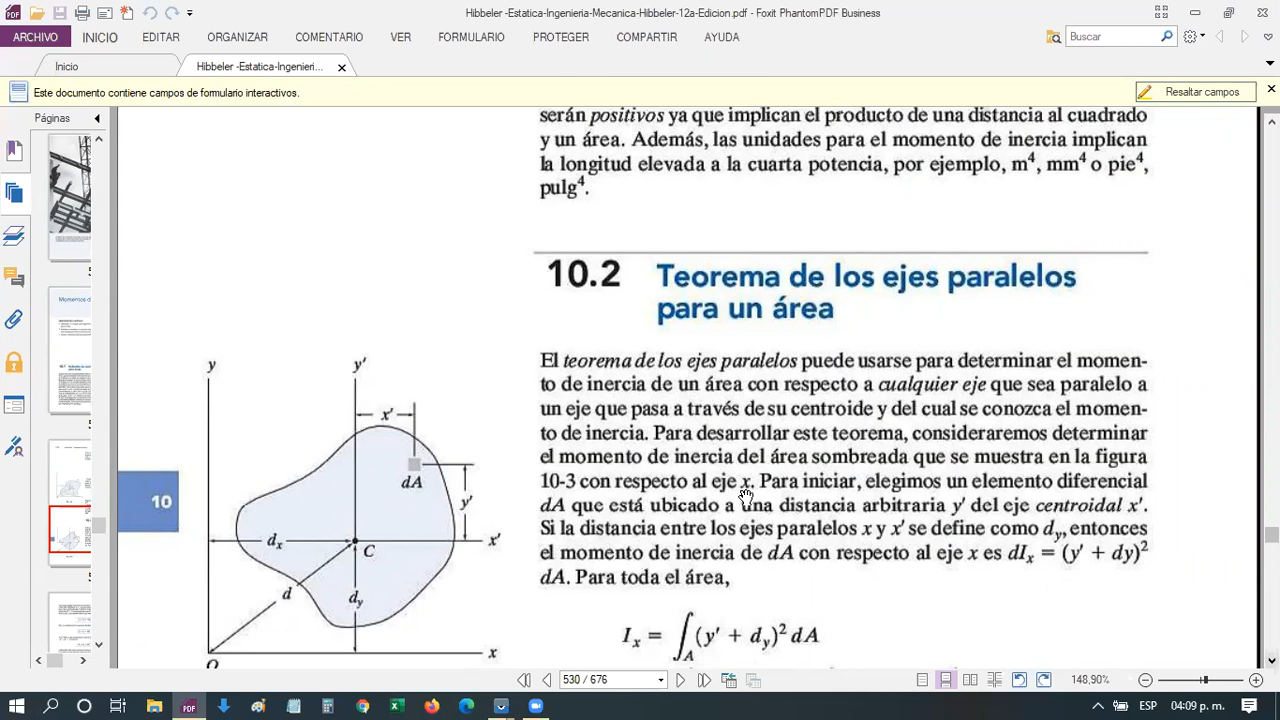 Hibbeler -Estatica-Ingenieria-Mecanica-Hibbeler-12a-Edicion.pdf - Foxit PhantomPDF Business
ARCHIVO INICIO EDITAR ORGANIZAR COMENTARIO VER FORMULARIO PROTEGER COMPARTIR AYUDA Buscar
Inicio Hibbeler -Estatica-Ingenieri...
Este documento contiene campos de formulario interactivos. Resaltar campos
Páginas
serán positivos ya que implican el producto de una distancia al cuadrado
y un área. Además, las unidades para el momento de inercia implican
la longitud elevada a la cuarta potencia, por ejemplo, m⁴, mm⁴ o pie⁴,
pulg⁴.
10.2 Teorema de los ejes paralelos
para un área
El teorema de los ejes paralelos puede usarse para determinar el momen-
to de inercia de un área con respecto a cualquier eje que sea paralelo a
un eje que pasa a través de su centroide y del cual se conozca el momen-
to de inercia. Para desarrollar este teorema, consideraremos determinar
el momento de inercia del área sombreada que se muestra en la figura
10-3 con respecto al eje x. Para iniciar, elegimos un elemento diferencial
dA que está ubicado a una distancia arbitraria y′ del eje centroidal x′.
Si la distancia entre los ejes paralelos x y x′ se define como dy, entonces
el momento de inercia de dA con respecto al eje x es dIx = (y′ + dy)²
dA. Para toda el área,
Ix = ∫A (y′ + dy)² dA
y y′
x′
dA
y′
10
dx C x′
d dy
O x
530 / 676 148,90%
ESP 04:09 p. m.